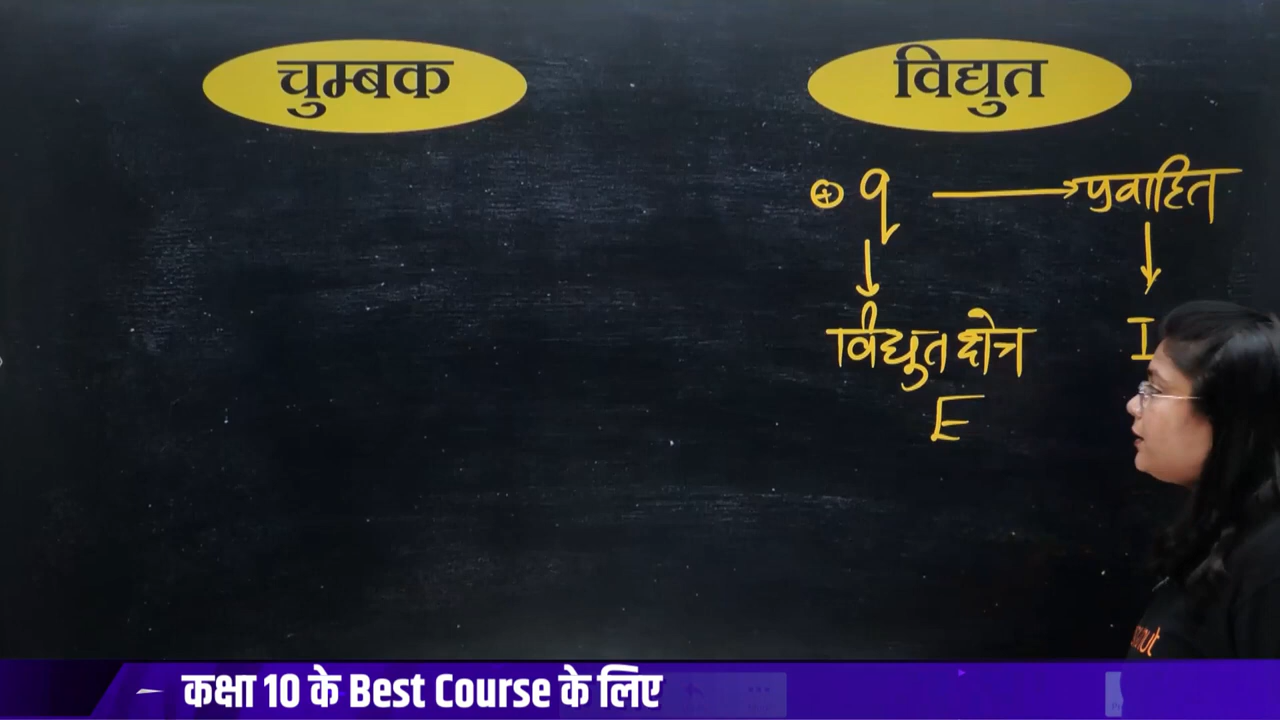 चुम्बक
विद्युत
⊕ q → प्रवाहित
↓ ↓
विद्युत क्षेत्र I
E
कक्षा 10 के Best Course के लिए